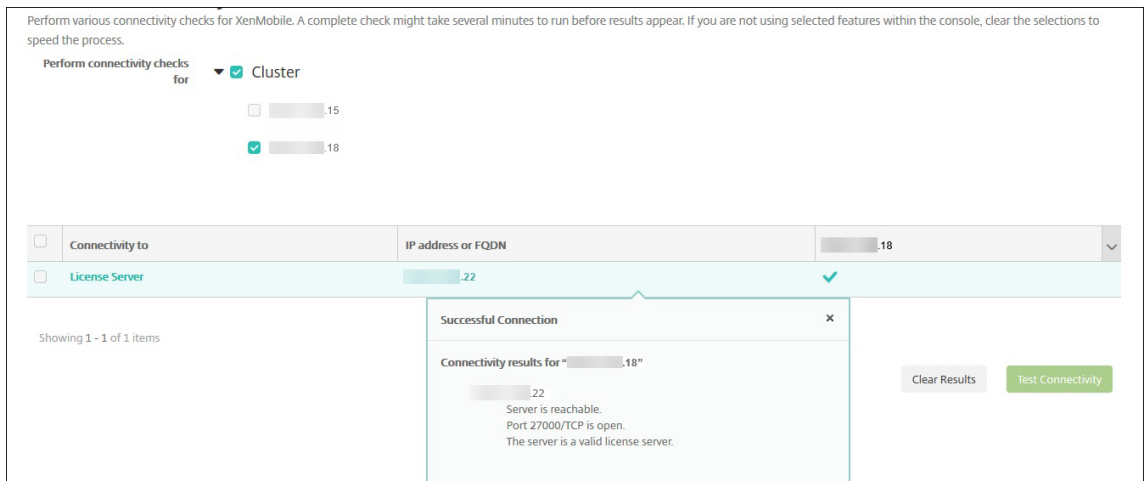 Perform various connectivity checks for XenMobile. A complete check might take several minutes to run before results appear. If you are not using selected features within the console, clear the selections to
speed the process.
Perform connectivity checks
for
Cluster
.15
.18
Connectivity to
IP address or FQDN
.18
License Server
.22
Successful Connection
×
Showing 1 - 1 of 1 items
Connectivity results for “ .18”
Clear Results
Test Connectivity
.22
Server is reachable.
Port 27000/TCP is open.
The server is a valid license server.